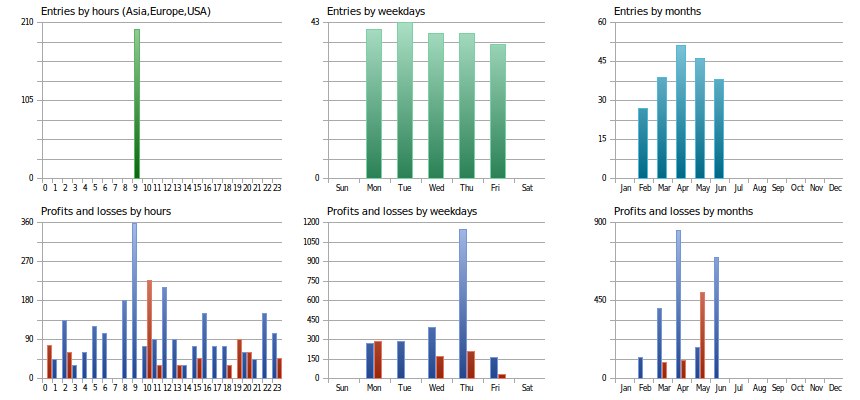 Entries by hours (Asia,Europe,USA)
210
105
0
0 1 2 3 4 5 6 7 8 9 10 11 12 13 14 15 16 17 18 19 20 21 22 23
Entries by weekdays
43
0
Sun Mon Tue Wed Thu Fri Sat
Entries by months
60
45
30
15
0
Jan Feb Mar Apr May Jun Jul Aug Sep Oct Nov Dec
Profits and losses by hours
360
270
180
90
0
0 1 2 3 4 5 6 7 8 9 10 11 12 13 14 15 16 17 18 19 20 21 22 23
Profits and losses by weekdays
1200
1050
900
750
600
450
300
150
0
Sun Mon Tue Wed Thu Fri Sat
Profits and losses by months
900
450
0
Jan Feb Mar Apr May Jun Jul Aug Sep Oct Nov Dec